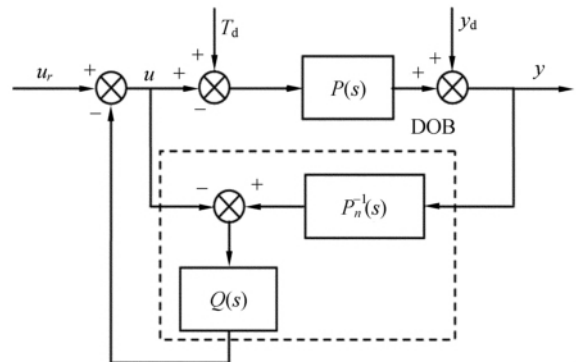 T_d
y_d
+
+
u_r
+
u
+
−
P(s)
+
+
y
−
DOB
−
+
P_n^{-1}(s)
Q(s)